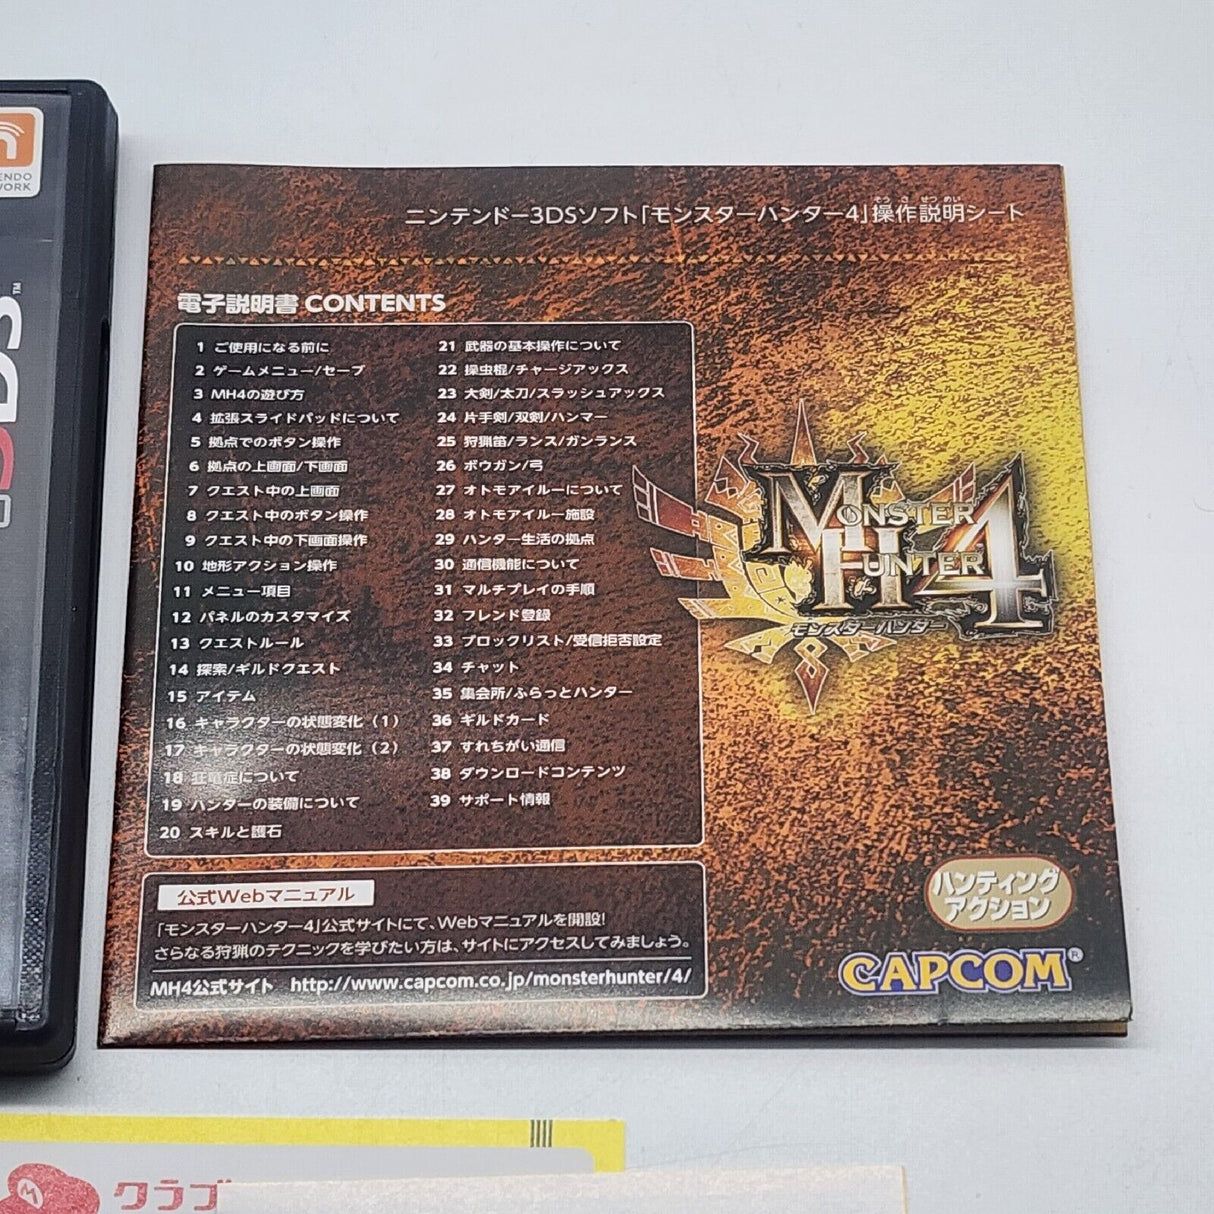 ニンテンドー3DSソフト「モンスターハンター4」操作説明シート
電子説明書 CONTENTS
1 ご使用になる前に
2 ゲームメニュー/セーブ
3 MH4の遊び方
4 拡張スライドパッドについて
5 拠点でのボタン操作
6 拠点の上画面/下画面
7 クエスト中の上画面
8 クエスト中のボタン操作
9 クエスト中の下画面操作
10 地形アクション操作
11 メニュー項目
12 パネルのカスタマイズ
13 クエストルール
14 探索/ギルドクエスト
15 アイテム
16 キャラクターの状態変化(1)
17 キャラクターの状態変化(2)
18 狂竜症について
19 ハンターの装備について
20 スキルと護石
21 武器の基本操作について
22 操虫棍/チャージアックス
23 大剣/太刀/スラッシュアックス
24 片手剣/双剣/ハンマー
25 狩猟笛/ランス/ガンランス
26 ボウガン/弓
27 オトモアイルーについて
28 オトモアイルー施設
29 ハンター生活の拠点
30 通信機能について
31 マルチプレイの手順
32 フレンド登録
33 ブロックリスト/受信拒否設定
34 チャット
35 集会所/ふらっとハンター
36 ギルドカード
37 すれちがい通信
38 ダウンロードコンテンツ
39 サポート情報
MONSTER
HUNTER 4
モンスターハンター
公式Webマニュアル
「モンスターハンター4」公式サイトにて、Webマニュアルを開設!
さらなる狩猟のテクニックを学びたい方は、サイトにアクセスしてみましょう。
MH4公式サイト http://www.capcom.co.jp/monsterhunter/4/
ハンティング
アクション
CAPCOM®
クラブ